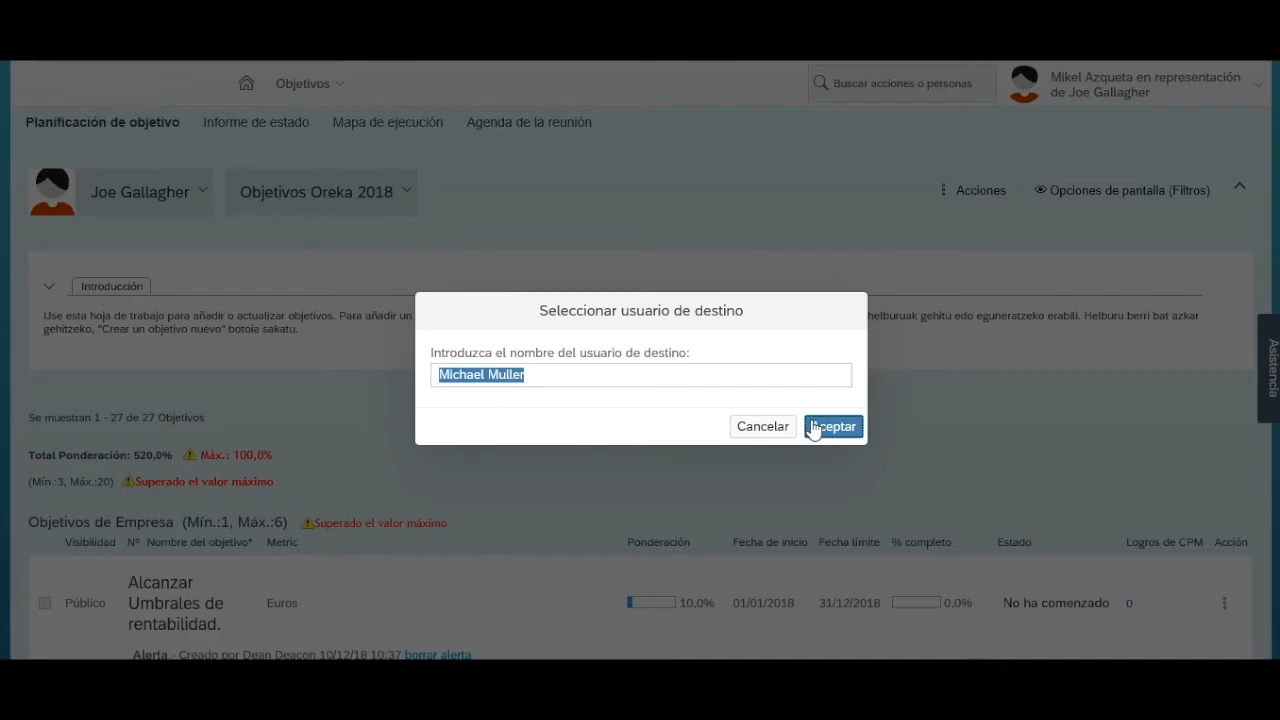 Objetivos
Buscar acciones o personas
Mikel Azqueta en representación
de Joe Gallagher
Planificación de objetivo
Informe de estado
Mapa de ejecución
Agenda de la reunión
Joe Gallagher
Objetivos Oreka 2018
Acciones
Opciones de pantalla (Filtros)
Introducción
Use esta hoja de trabajo para añadir o actualizar objetivos. Para añadir un
helburuak gehitu edo eguneratzeko erabili. Helburu berri bat azkar
gehitzeko, "Crear un objetivo nuevo" botoia sakatu.
Seleccionar usuario de destino
Introduzca el nombre del usuario de destino:
Michael Muller
Cancelar
Aceptar
Asistencia
Se muestran 1 - 27 de 27 Objetivos
Total Ponderación: 520,0% Máx.: 100,0%
(Mín.:3, Máx.:20) Superado el valor máximo
Objetivos de Empresa (Mín.:1, Máx.:6) Superado el valor máximo
Visibilidad Nº Nombre del objetivo* Metric Ponderación Fecha de inicio Fecha límite % completo Estado Logros de CPM Acción
Público
Alcanzar
Umbrales de
rentabilidad.
Euros 10,0% 01/01/2018 31/12/2018 0,0% No ha comenzado 0
Alerta - Creado por Dean Deacon 10/12/18 10:37 borrar alerta